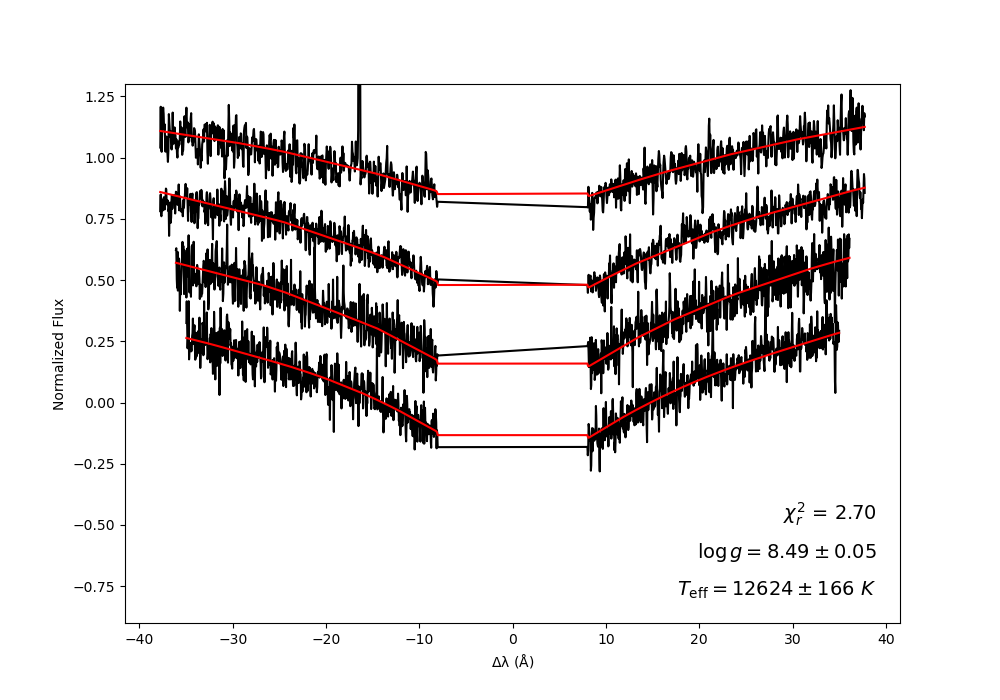 1.25
1.00
0.75
0.50
0.25
0.00
−0.25
−0.50
−0.75
Normalized Flux
χ²ᵣ = 2.70
log g = 8.49 ± 0.05
T_eff = 12624 ± 166 K
−40 −30 −20 −10 0 10 20 30 40
Δλ (Å)